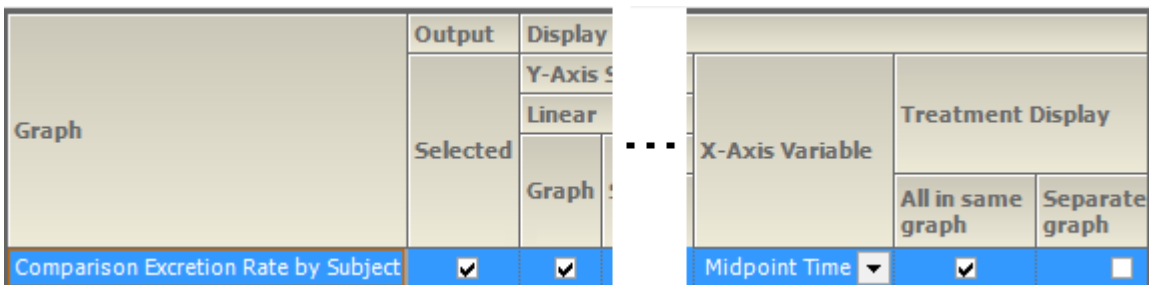 Output Display
Y-Axis
Linear
Graph Selected ... X-Axis Variable Treatment Display
Graph
All in same graph Separate graph
Comparison Excretion Rate by Subject Midpoint Time